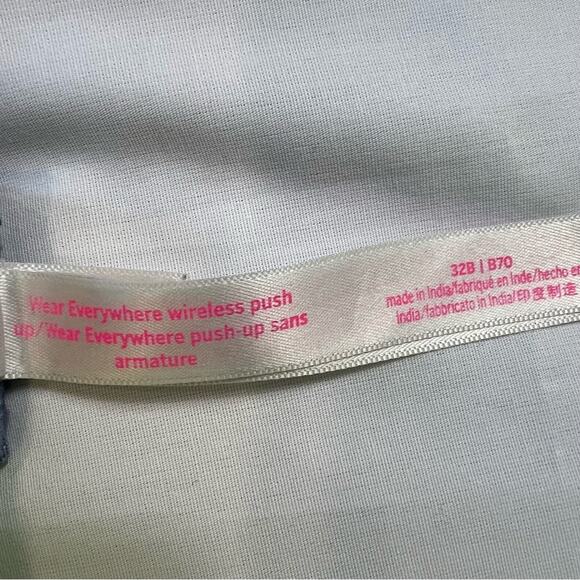 Wear Everywhere wireless push
up/Wear Everywhere push-up sans
armature
32B | B70
made in India/fabriqué en Inde/hecho en
India/fabbricato in India/印度制造